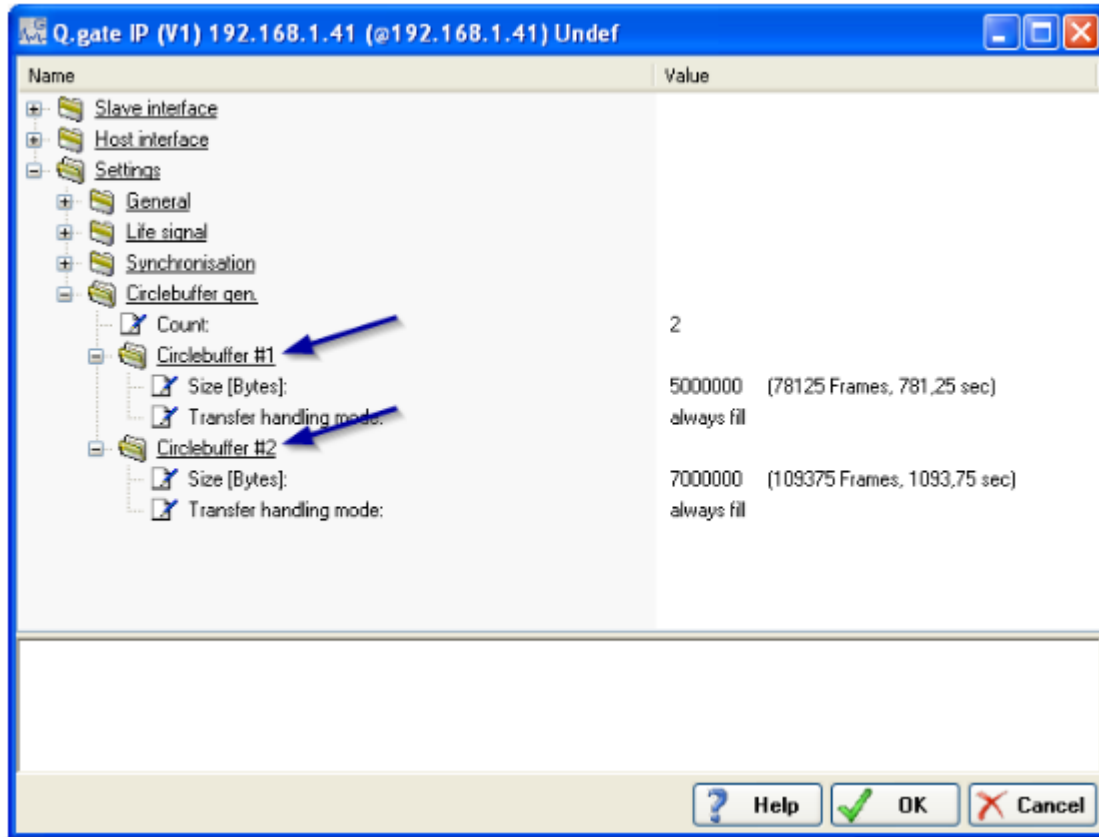 Q.gate IP (V1) 192.168.1.41 (@192.168.1.41) Undef
Name Value
Slave interface
Host interface
Settings
General
Life signal
Synchronisation
Circlebuffer gen.
Count: 2
Circlebuffer #1
Size [Bytes]: 5000000 (78125 Frames, 781,25 sec)
Transfer handling mode: always fill
Circlebuffer #2
Size [Bytes]: 7000000 (109375 Frames, 1093,75 sec)
Transfer handling mode: always fill
Help OK Cancel